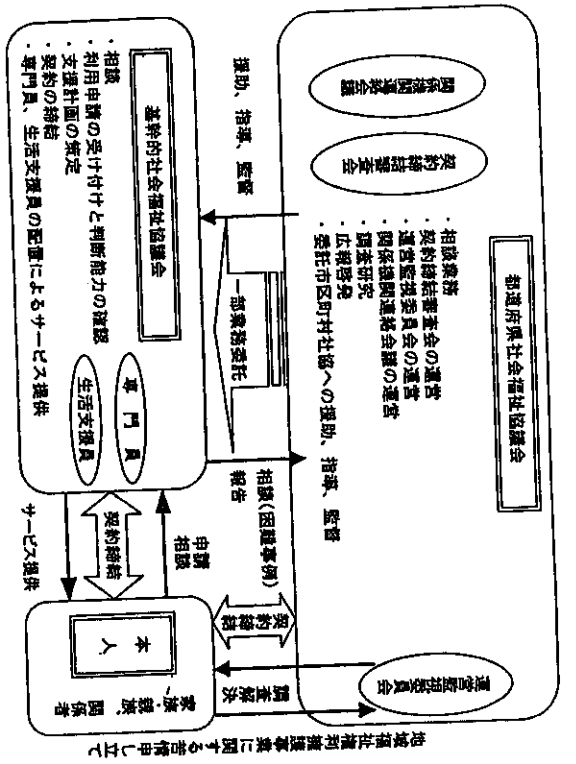 都道府県社会福祉協議会
関係機関連絡会議
契約締結審査会
・相談業務
・契約締結審査会の運営
・運営監視委員会の運営
・関係機関連絡会議の運営
・調査研究
・広報啓発
・委託市区町村社協への援助、指導、監督
運営監視委員会
援助、指導、監督
一部業務委託
相談(困難事例)
報告
契約締結
調査解決
地域福祉権利擁護事業に関する苦情申し立て
基幹的社会福祉協議会
・相談
・利用申請の受け付けと判断能力の確認
・支援計画の策定
・契約の締結
・専門員、生活支援員の配置によるサービス提供
専門員
生活支援員
申請
相談
契約締結
サービス提供
本人
家族・親族、
関係者